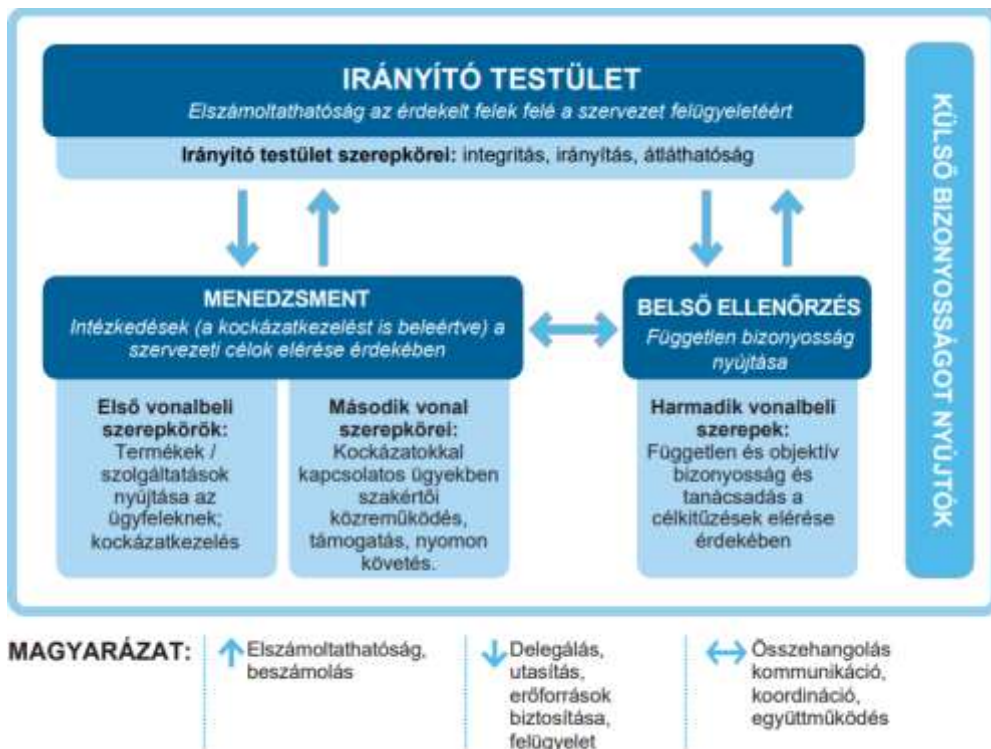 IRÁNYÍTÓ TESTÜLET
Elszámoltathatóság az érdekelt felek felé a szervezet felügyeletéért
Irányító testület szerepkörei: integritás, irányítás, átláthatóság
MENEDZSMENT
Intézkedések (a kockázatkezelést is beleértve) a
szervezeti célok elérése érdekében
Első vonalbeli
szerepkörök:
Termékek /
szolgáltatások
nyújtása az
ügyfeleknek;
kockázatkezelés
Második vonal
szerepkörei:
Kockázatokkal
kapcsolatos ügyekben
szakértői
közreműködés,
támogatás, nyomon
követés.
BELSŐ ELLENŐRZÉS
Független bizonyosság
nyújtása
Harmadik vonalbeli
szerepek:
Független és objektív
bizonyosság és
tanácsadás a
célkitűzések elérése
érdekében
KÜLSŐ BIZONYOSSÁGOT NYÚJTÓK
MAGYARÁZAT:
Elszámoltathatóság,
beszámolás
Delegálás,
utasítás,
erőforrások
biztosítása,
felügyelet
Összehangolás
kommunikáció,
koordináció,
együttműködés